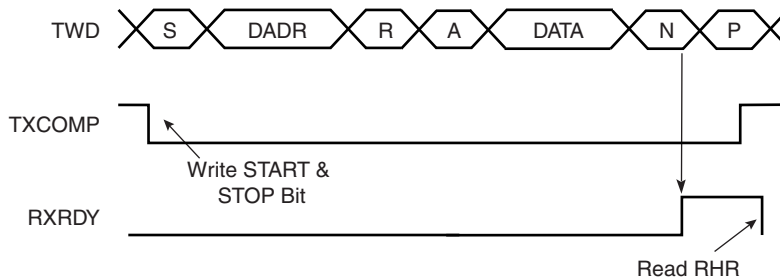 TWD S DADR R A DATA N P
TXCOMP
Write START &
STOP Bit
RXRDY
Read RHR